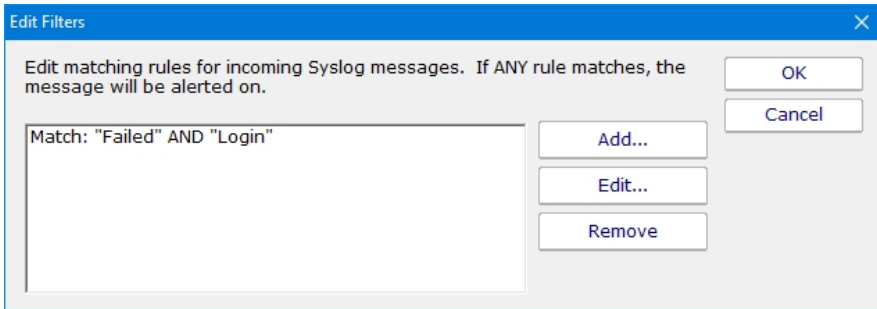 Edit Filters
Edit matching rules for incoming Syslog messages.  If ANY rule matches, the
message will be alerted on.
OK
Cancel
Match: "Failed" AND "Login"
Add...
Edit...
Remove